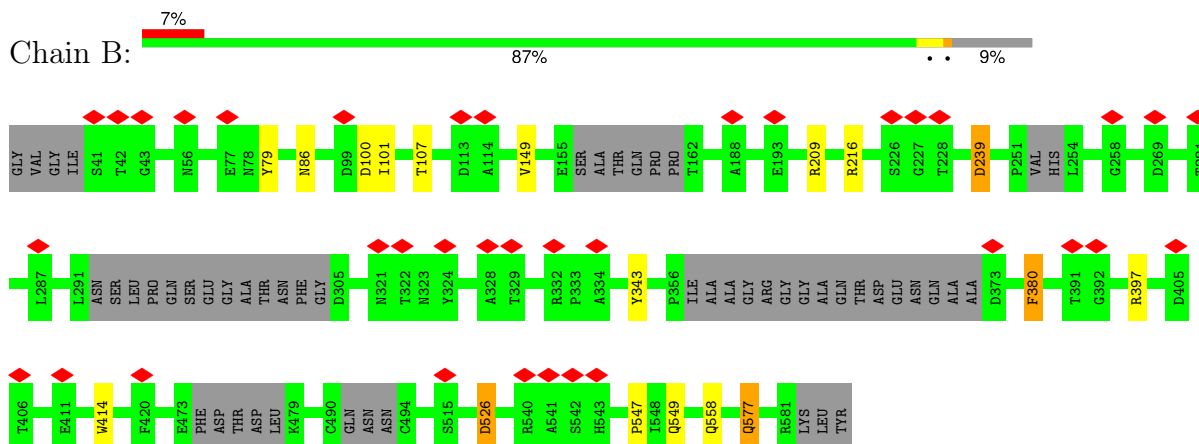 7%
Chain B:
87%
• •
9%
GLY VAL GLY ILE S41 T42 G43 N56 E77 N78 Y79 N86 D99 D100 I101 T107 D113 A114 V149 E155 SER ALA THR GLN PRO PRO T162 A188 E193 R209 R216 S226 G227 T228 D239 P251 VAL HIS L254 G258 D269
L287 L291 ASN SER LEU PRO GLN SER GLU GLY ALA THR ASN PHE GLY D305 N321 T322 N323 Y324 A328 T329 R332 P333 A334 Y343 P356 ILE ALA ALA GLY ARG GLY GLY ALA GLN THR ASP GLU ASN GLN ALA ALA D373 F380 T391 G392 R397 D405
T406 E411 W414 F420 E473 PHE ASP THR ASP LEU K479 C490 GLN ASN ASN C494 S515 D526 R540 A541 S542 H543 P547 I548 Q549 Q558 Q577 R581 LYS LEU TYR